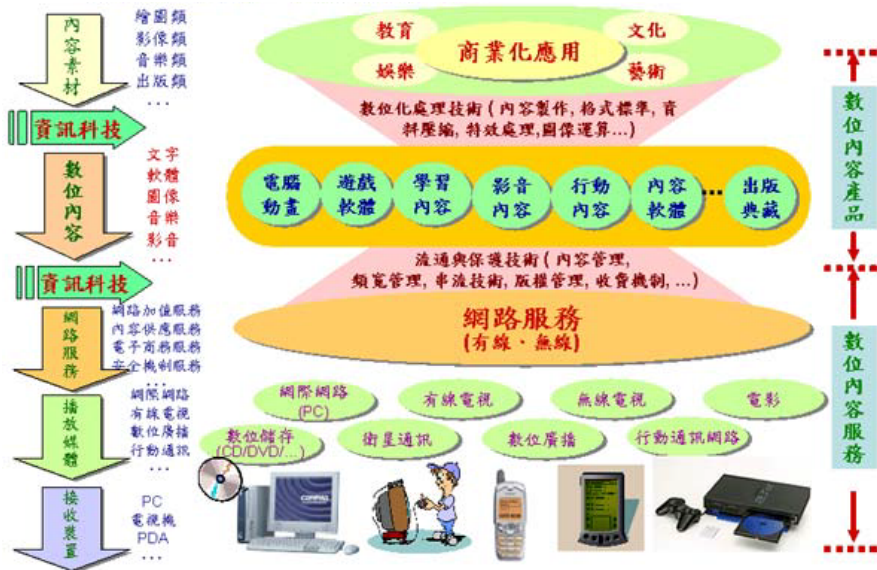 內容素材
繪圖類
影像類
音樂類
出版類
...
資訊科技
數位內容
文字
軟體
圖像
音樂
影音
...
資訊科技
網路服務
網路加值服務
內容供應服務
電子商務服務
安全機制服務
...
播放媒體
網際網路
有線電視
數位廣播
行動通訊
...
接收裝置
PC
電視機
PDA
...
教育
文化
商業化應用
娛樂
藝術
數位化處理技術 ( 內容製作, 格式標準, 資
料壓縮, 特效處理,圖像運算...)
電腦
動畫
遊戲
軟體
學習
內容
影音
內容
行動
內容
內容
軟體
...
出版
典藏
流通與保護技術 ( 內容管理,
頻寬管理, 串流技術, 版權管理, 收費機制, ...)
網路服務
(有線、無線)
網際網路
(PC)
有線電視
無線電視
電影
數位儲存
(CD/DVD/...)
衛星通訊
數位廣播
行動通訊網路
COMPAQ
數位內容產品
數位內容服務